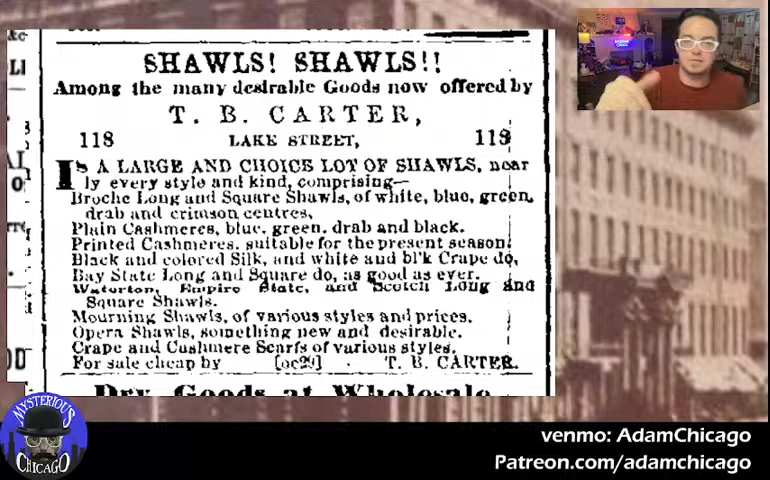 SHAWLS! SHAWLS!!
Among the many desirable Goods now offered by
T. B. CARTER,
118 LAKE STREET, 118
IS A LARGE AND CHOICE LOT OF SHAWLS, near
ly every style and kind, comprising—
Broche Long and Square Shawls, of white, blue, green,
drab and crimson centres,
Plain Cashmeres, blue, green, drab and black.
Printed Cashmeres, suitable for the present season.
Black and colored Silk, and white and bl'k Crape do,
Bay State Long and Square do, as good as ever.
Waterton, Empire State, and Scotch Long and
Square Shawls.
Mourning Shawls, of various styles and prices.
Opera Shawls, something new and desirable.
Crape and Cashmere Scarfs of various styles.
For sale cheap by [oc29] T. B. CARTER.
Dry Goods at Wholesale
MYSTERIOUS
CHICAGO
venmo: AdamChicago
Patreon.com/adamchicago